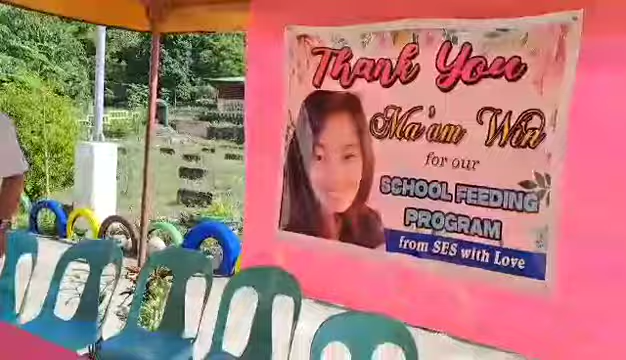 Thank You
Ma'am Win
for our
SCHOOL FEEDING
PROGRAM
from SES with Love